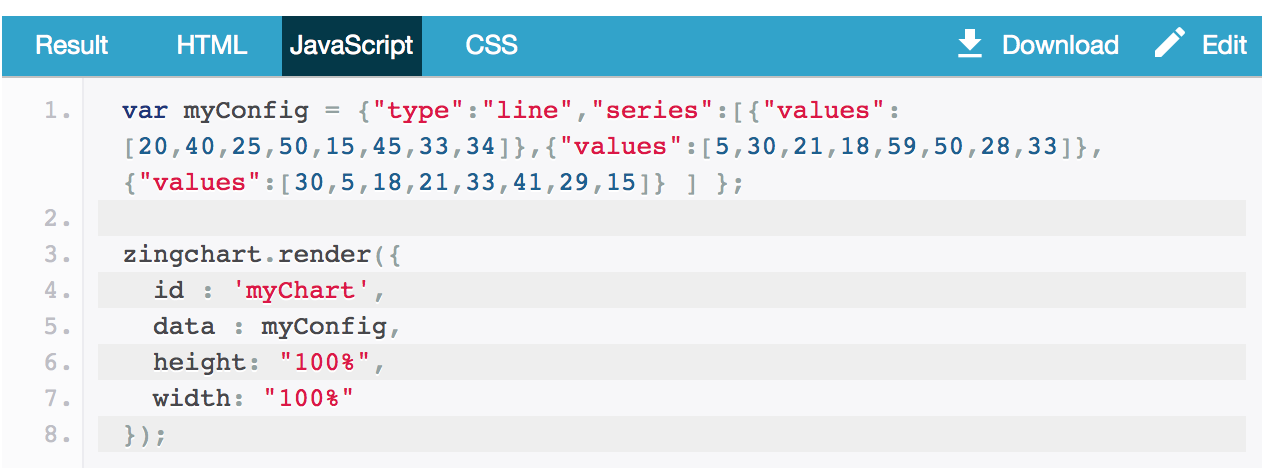 Result HTML JavaScript CSS Download Edit
1. var myConfig = {"type":"line","series":[{"values":
[20,40,25,50,15,45,33,34]},{"values":[5,30,21,18,59,50,28,33]},
{"values":[30,5,18,21,33,41,29,15]} ] };
2.
3. zingchart.render({
4. id : 'myChart',
5. data : myConfig,
6. height: "100%",
7. width: "100%"
8. });